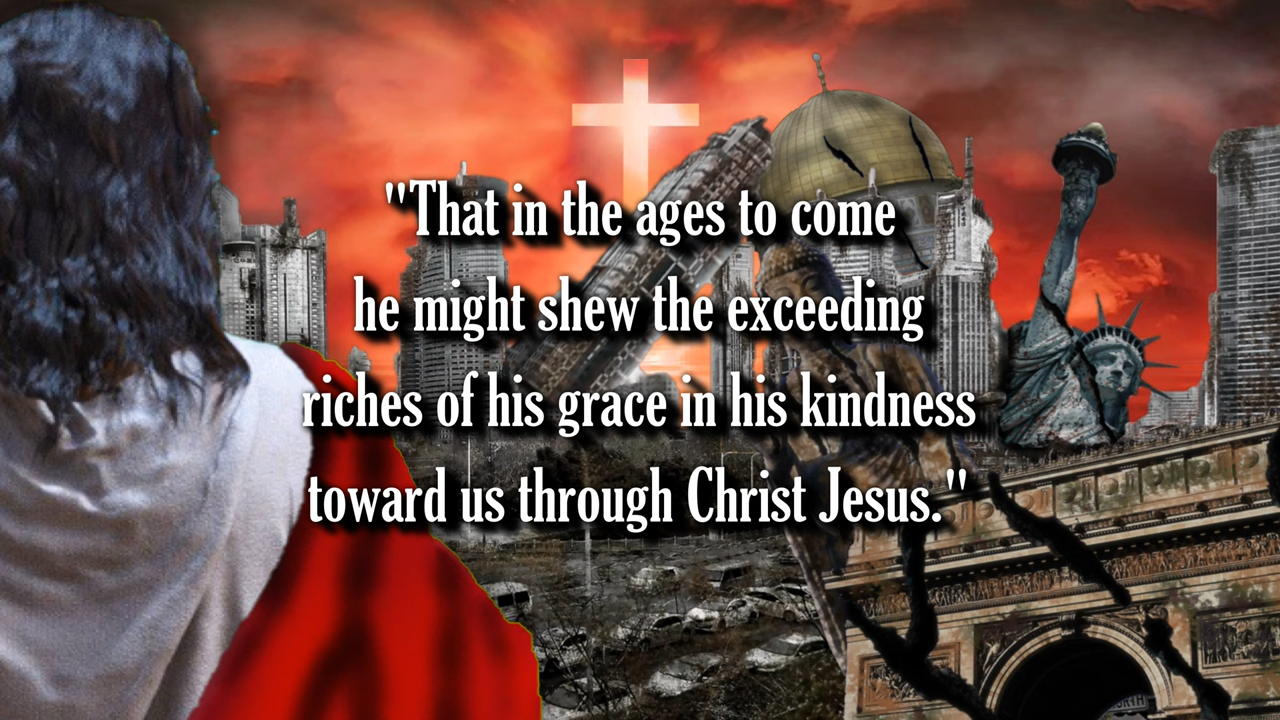 "That in the ages to come
he might shew the exceeding
riches of his grace in his kindness
toward us through Christ Jesus."